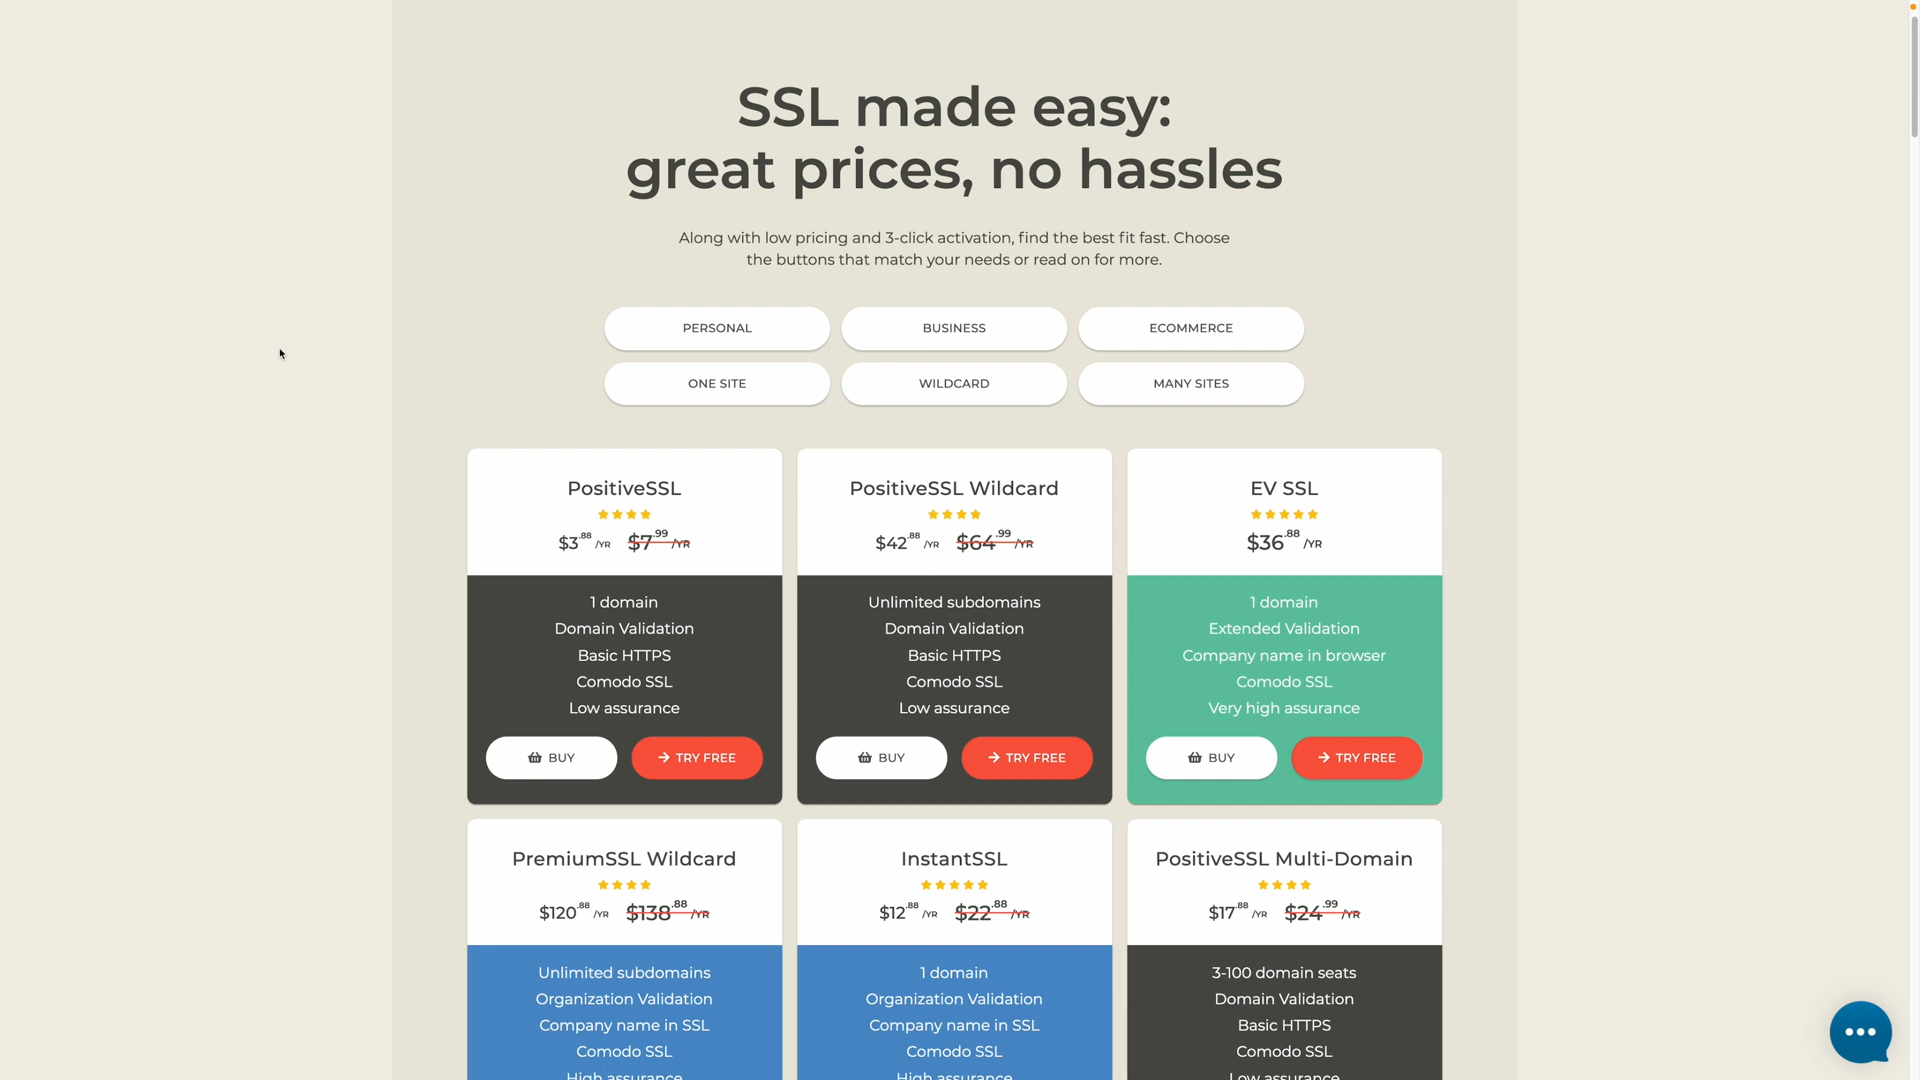 SSL made easy:
great prices, no hassles
Along with low pricing and 3-click activation, find the best fit fast. Choose
the buttons that match your needs or read on for more.
PERSONAL
BUSINESS
ECOMMERCE
ONE SITE
WILDCARD
MANY SITES
PositiveSSL
$3.88 /YR $7.99 /YR
1 domain
Domain Validation
Basic HTTPS
Comodo SSL
Low assurance
BUY
TRY FREE
PositiveSSL Wildcard
$42.88 /YR $64.99 /YR
Unlimited subdomains
Domain Validation
Basic HTTPS
Comodo SSL
Low assurance
BUY
TRY FREE
EV SSL
$36.88 /YR
1 domain
Extended Validation
Company name in browser
Comodo SSL
Very high assurance
BUY
TRY FREE
PremiumSSL Wildcard
$120.88 /YR $138.88 /YR
Unlimited subdomains
Organization Validation
Company name in SSL
Comodo SSL
High assurance
InstantSSL
$12.88 /YR $22.88 /YR
1 domain
Organization Validation
Company name in SSL
Comodo SSL
High assurance
PositiveSSL Multi-Domain
$17.88 /YR $24.99 /YR
3-100 domain seats
Domain Validation
Basic HTTPS
Comodo SSL
Low assurance